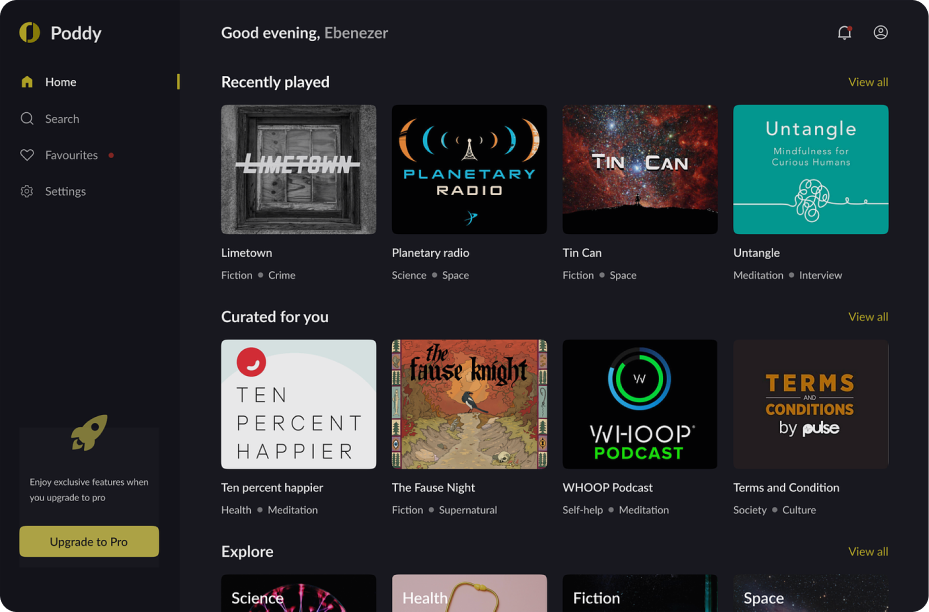 Poddy
Home
Search
Favourites
Settings
Enjoy exclusive features when
you upgrade to pro
Upgrade to Pro
Good evening, Ebenezer
Recently played
View all
LIMETOWN
PLANETARY
RADIO
TIN CAN
Untangle
Mindfulness for
Curious Humans
Limetown
Fiction • Crime
Planetary radio
Science • Space
Tin Can
Fiction • Space
Untangle
Meditation • Interview
Curated for you
View all
TEN
PERCENT
HAPPIER
the
fause knight
W
WHOOP
PODCAST
TERMS
AND
CONDITIONS
by pulse
Ten percent happier
Health • Meditation
The Fause Night
Fiction • Supernatural
WHOOP Podcast
Self-help • Meditation
Terms and Condition
Society • Culture
Explore
View all
Science
Health
Fiction
Space